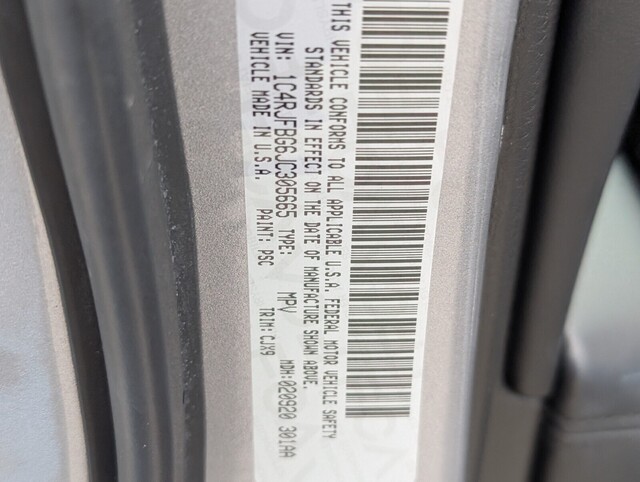 THIS VEHICLE CONFORMS TO ALL APPLICABLE U.S.A. FEDERAL MOTOR VEHICLE SAFETY
STANDARDS IN EFFECT ON THE DATE OF MANUFACTURE SHOWN ABOVE.
VIN: 1C4RJFBG6JC305665 TYPE: MPV MDH:020920 301AA
VEHICLE MADE IN U.S.A. PAINT: PSC TRIM: CJX9